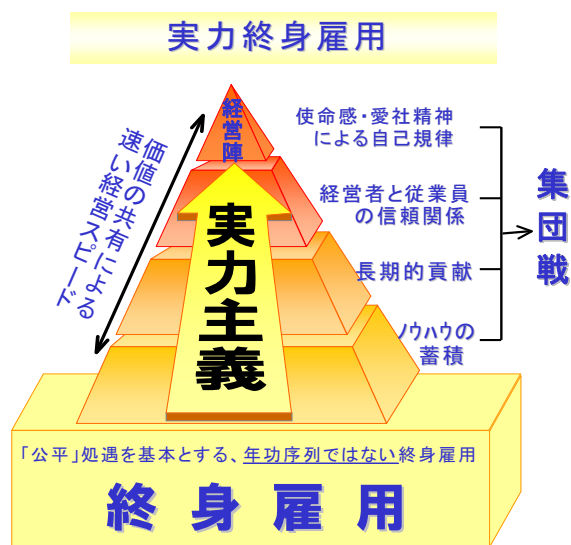 実力終身雇用
経営陣
価値の共有による
速い経営スピード
実力主義
使命感・愛社精神
による自己規律
経営者と従業員
の信頼関係
長期的貢献
ﾉｳﾊｳの
蓄積
集団戦
「公平」処遇を基本とする、年功序列ではない終身雇用
終身雇用